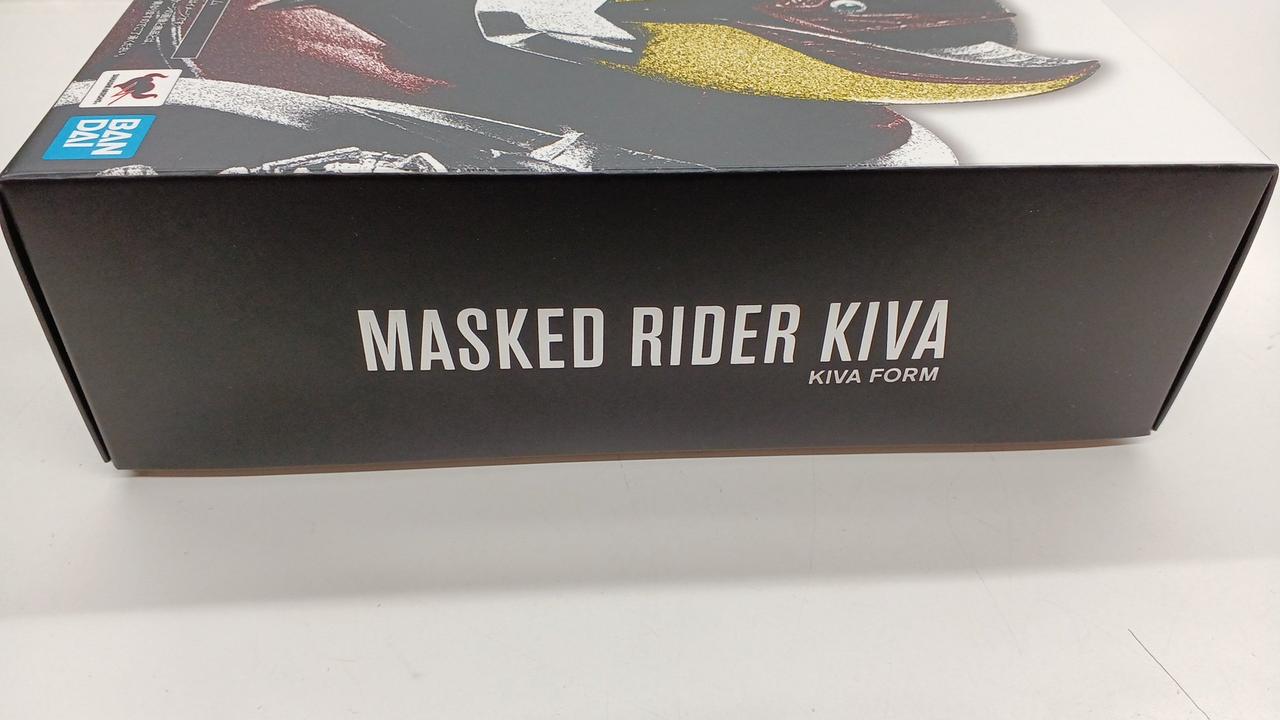 BAN
DAI
MASKED RIDER KIVA
KIVA FORM